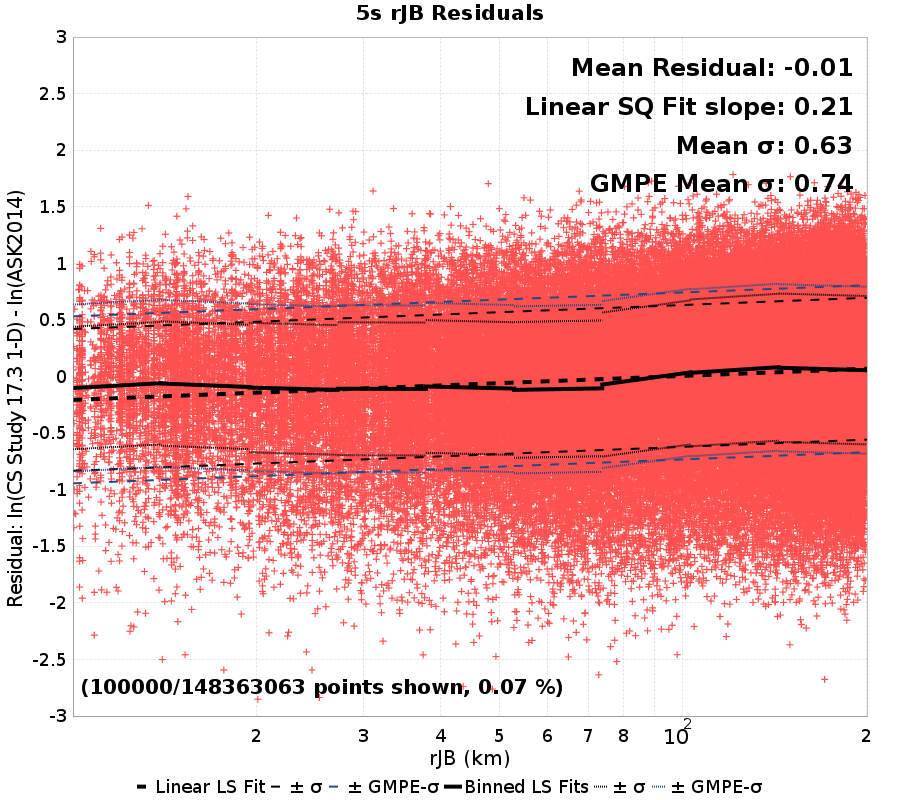 5s rJB Residuals
Mean Residual: -0.01
Linear SQ Fit slope: 0.21
Mean σ: 0.63
GMPE Mean σ: 0.74
Residual: ln(CS Study 17.3 1-D) - ln(ASK2014)
3
2.5
2
1.5
1
0.5
0
-0.5
-1
-1.5
-2
-2.5
-3
(100000/148363063 points shown, 0.07 %)
2 3 4 5 6 7 8 10² 2
rJB (km)
Linear LS Fit ± σ ± GMPE-σ Binned LS Fits ± σ ± GMPE-σ